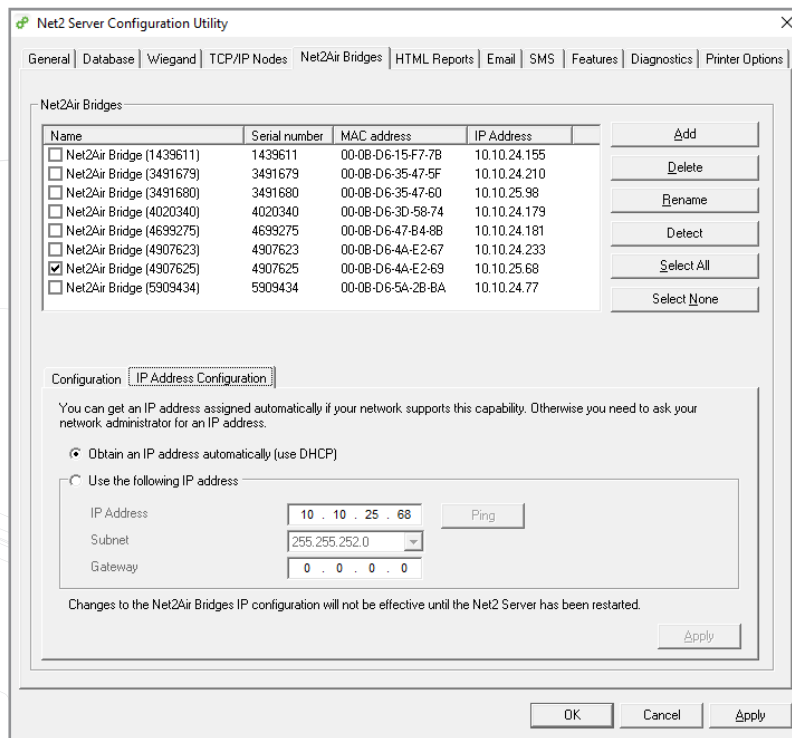 Net2 Server Configuration Utility
General Database Wiegand TCP/IP Nodes Net2Air Bridges HTML Reports Email SMS Features Diagnostics Printer Options
Net2Air Bridges
Name Serial number MAC address IP Address
Net2Air Bridge (1439611) 1439611 00-0B-D6-15-F7-7B 10.10.24.155
Net2Air Bridge (3491679) 3491679 00-0B-D6-35-47-5F 10.10.24.210
Net2Air Bridge (3491680) 3491680 00-0B-D6-35-47-60 10.10.25.98
Net2Air Bridge (4020340) 4020340 00-0B-D6-3D-58-74 10.10.24.179
Net2Air Bridge (4699275) 4699275 00-0B-D6-47-B4-8B 10.10.24.181
Net2Air Bridge (4907623) 4907623 00-0B-D6-4A-E2-67 10.10.24.233
Net2Air Bridge (4907625) 4907625 00-0B-D6-4A-E2-69 10.10.25.68
Net2Air Bridge (5909434) 5909434 00-0B-D6-5A-2B-BA 10.10.24.77
Add
Delete
Rename
Detect
Select All
Select None
Configuration IP Address Configuration
You can get an IP address assigned automatically if your network supports this capability. Otherwise you need to ask your
network administrator for an IP address.
Obtain an IP address automatically (use DHCP)
Use the following IP address
IP Address 10 . 10 . 25 . 68 Ping
Subnet 255.255.252.0
Gateway 0 . 0 . 0 . 0
Changes to the Net2Air Bridges IP configuration will not be effective until the Net2 Server has been restarted.
Apply
OK Cancel Apply